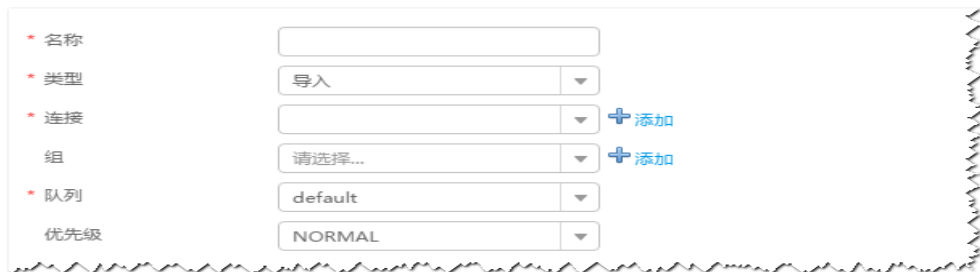 * 名称
* 类型 导入
* 连接 添加
组 请选择... 添加
* 队列 default
优先级 NORMAL